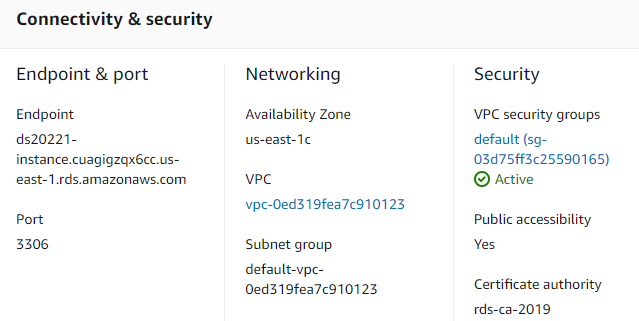 Connectivity & security
Endpoint & port
Endpoint
ds20221-
instance.cuagigzqx6cc.us-
east-1.rds.amazonaws.com
Port
3306
Networking
Availability Zone
us-east-1c
VPC
vpc-0ed319fea7c910123
Subnet group
default-vpc-
0ed319fea7c910123
Security
VPC security groups
default (sg-
03d75ff3c25590165)
Active
Public accessibility
Yes
Certificate authority
rds-ca-2019